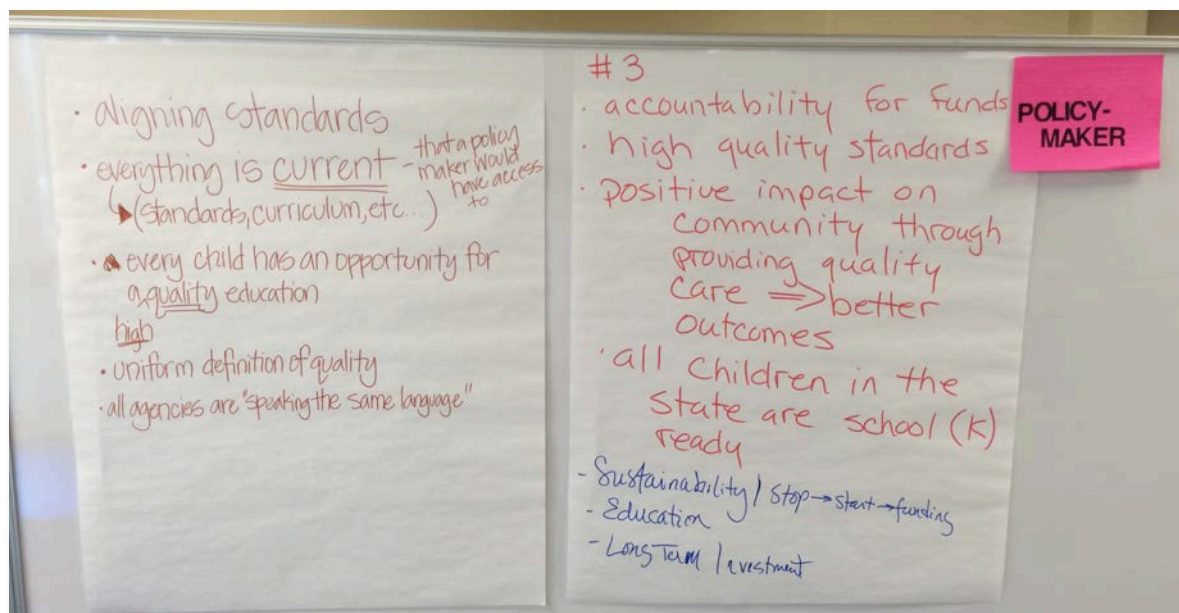 · aligning standards
· everything is current – that a policy
maker would
have access
to
(standards, curriculum, etc...)
· every child has an opportunity for
a quality education
high
· uniform definition of quality
· all agencies are "speaking the same language"
#3
· accountability for funds
· high quality standards
· positive impact on
community through
providing quality
care ⇒ better
outcomes
· all children in the
state are school (K)
ready
- Sustainability / Stop → start → funding
- Education
- Long Term Investment
POLICY-
MAKER